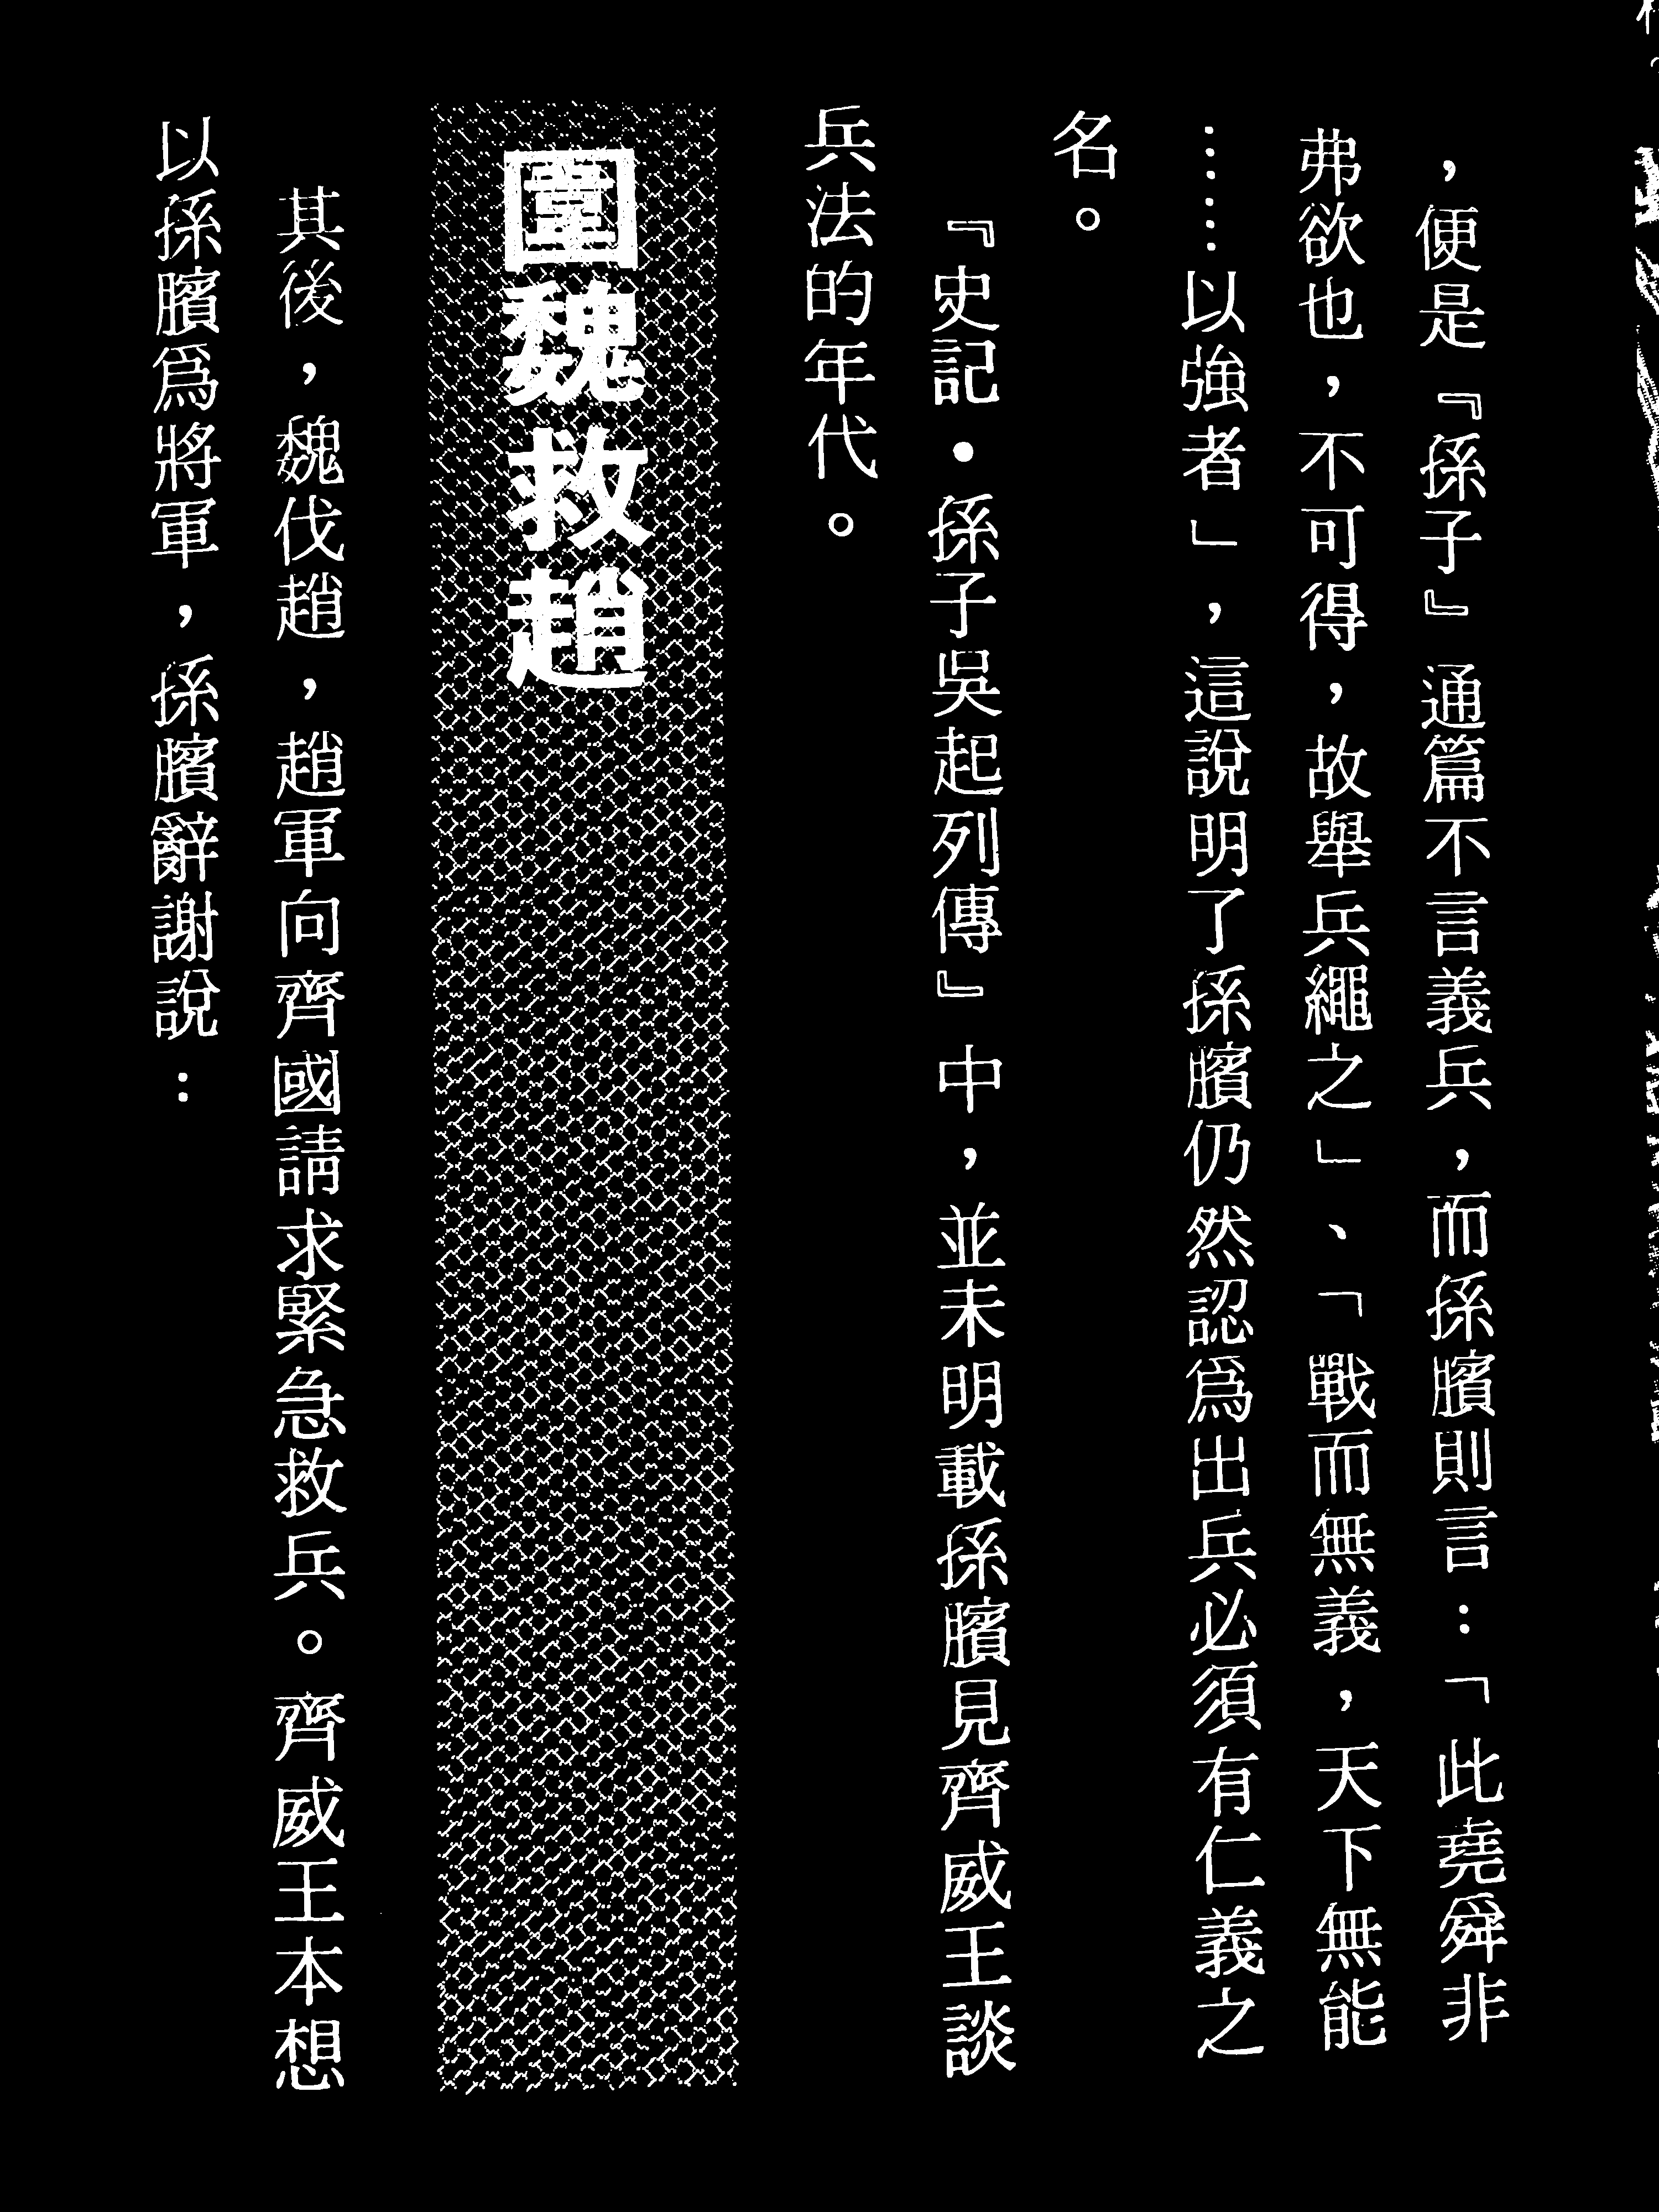 ，便是『孫子』通篇不言義兵，而孫臏則言：「此堯舜非
弗欲也，不可得，故舉兵繩之」、「戰而無義，天下無能
……以強者」，這說明了孫臏仍然認爲出兵必須有仁義之
名。
『史記•孫子吳起列傳』中，並未明載孫臏見齊威王談
兵法的年代。
圍魏救趙
其後，魏伐趙，趙軍向齊國請求緊急救兵。齊威王本想
以孫臏爲將軍，孫臏辭謝說：